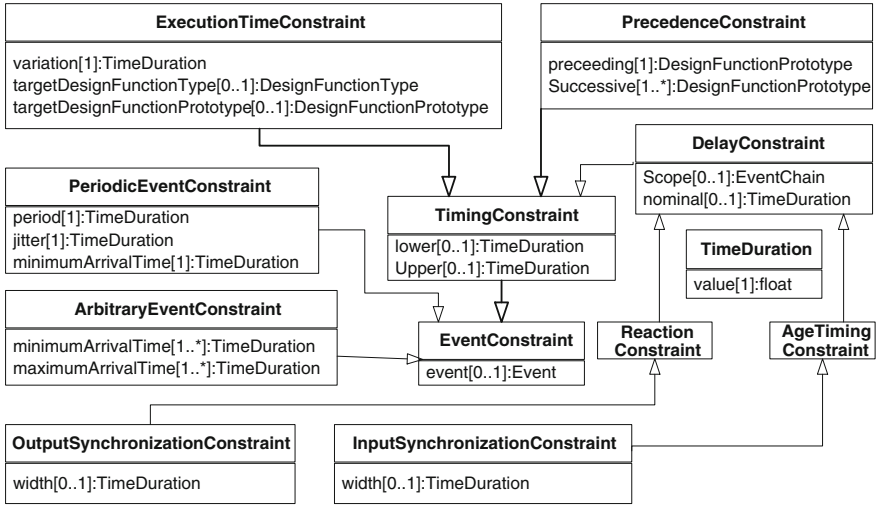 ExecutionTimeConstraint
variation[1]:TimeDuration
targetDesignFunctionType[0..1]:DesignFunctionType
targetDesignFunctionPrototype[0..1]:DesignFunctionPrototype
PrecedenceConstraint
preceeding[1]:DesignFunctionPrototype
Successive[1..*]:DesignFunctionPrototype
DelayConstraint
Scope[0..1]:EventChain
nominal[0..1]:TimeDuration
PeriodicEventConstraint
period[1]:TimeDuration
jitter[1]:TimeDuration
minimumArrivalTime[1]:TimeDuration
TimingConstraint
lower[0..1]:TimeDuration
Upper[0..1]:TimeDuration
TimeDuration
value[1]:float
ArbitraryEventConstraint
minimumArrivalTime[1..*]:TimeDuration
maximumArrivalTime[1..*]:TimeDuration
EventConstraint
event[0..1]:Event
Reaction
Constraint
AgeTiming
Constraint
OutputSynchronizationConstraint
width[0..1]:TimeDuration
InputSynchronizationConstraint
width[0..1]:TimeDuration